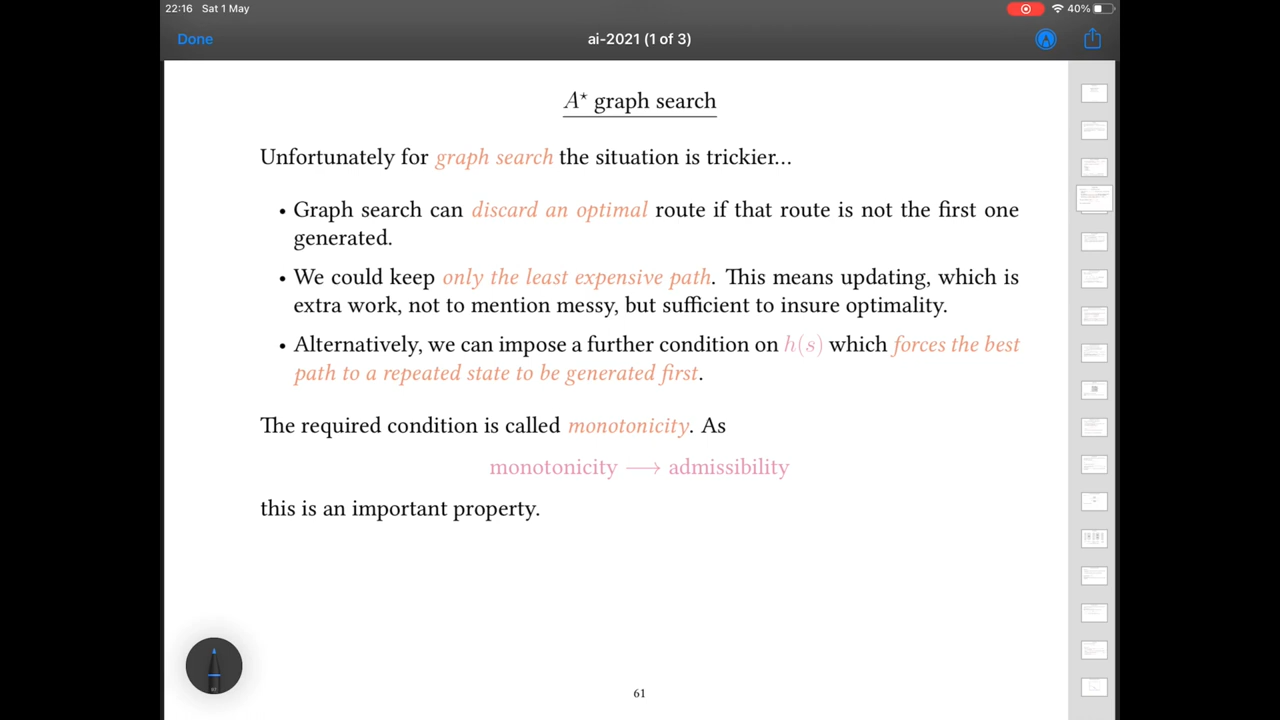 22:16 Sat 1 May
40%
Done
ai-2021 (1 of 3)
A⋆ graph search
Unfortunately for graph search the situation is trickier...
• Graph search can discard an optimal route if that route is not the first one
generated.
• We could keep only the least expensive path. This means updating, which is
extra work, not to mention messy, but sufficient to insure optimality.
• Alternatively, we can impose a further condition on h(s) which forces the best
path to a repeated state to be generated first.
The required condition is called monotonicity. As
monotonicity ⟶ admissibility
this is an important property.
61